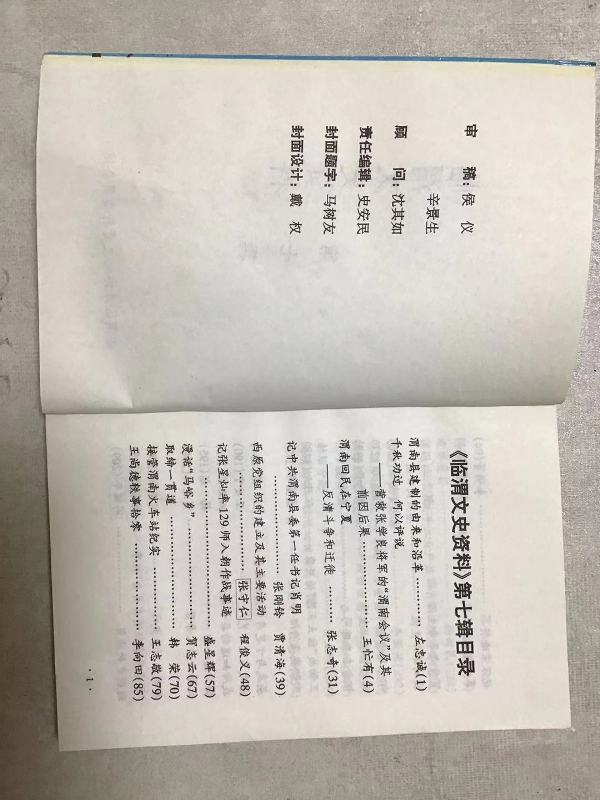 审 稿：侯 仪
辛景生
顾 问：沈其如
责任编辑：史安民
封面题字：马树友
封面设计：戴 权
《临渭文史资料》第七辑目录
渭南县建制的由来和沿革 ………… 左忠诚(1)
千秋功过 何以评说
——营救张学良将军的“渭南会议”及其
前因后果 ……………… 王忙有(4)
渭南回民在宁夏
——反清斗争和迁徙 ………… 张志奇(31)
记中共渭南县委第一任书记肖明
……………… 张刚铃 贾清海(39)
西原党组织的建立及其主要活动
……………… 张守仁 程俊义(48)
记张星灿率129师入朝作战事迹
……………………………… 盛星辉(57)
漫话“马峪乡” ………………… 贺志云(67)
取缔一贯道 …………………… 韩 荣(70)
接管渭南火车站纪实 ………… 王志敬(79)
王尚德轶事拾零 ……………… 李向田(85)
· 1 ·